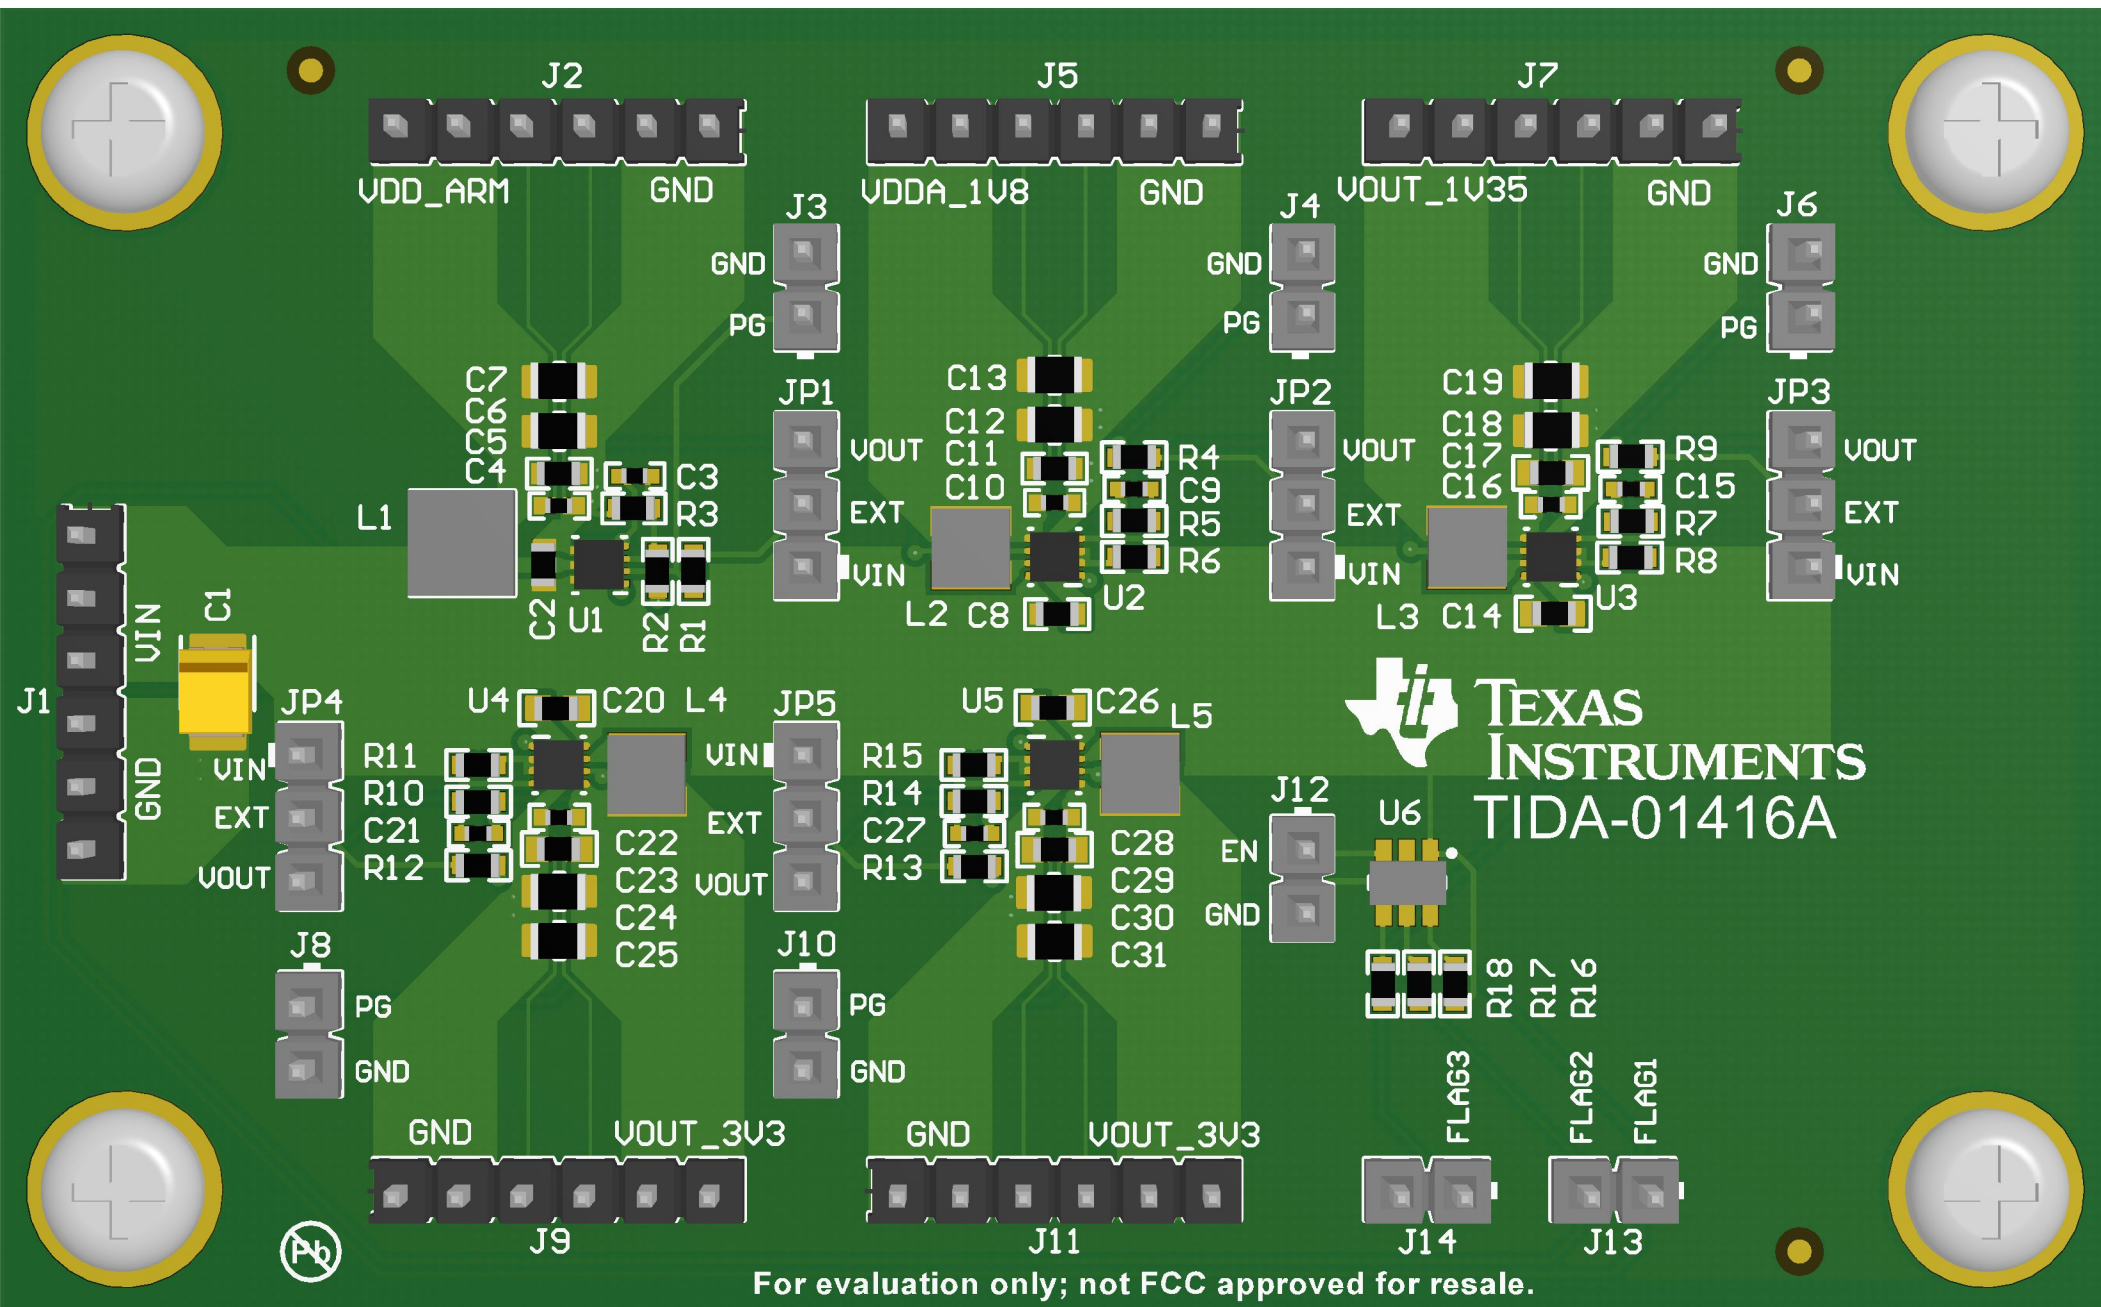 J2
J5
J7
VDD_ARM
GND
VDDA_1V8
GND
VOUT_1V35
GND
J3
J4
J6
GND
PG
GND
PG
GND
PG
C7
C6
C5
C4
C3
R3
L1
C2
U1
R2
R1
JP1
VOUT
EXT
VIN
C13
C12
C11
C10
R4
C9
R5
R6
L2
C8
U2
JP2
VOUT
EXT
VIN
C19
C18
C17
C16
R9
C15
R7
R8
L3
C14
U3
JP3
VOUT
EXT
VIN
J1
VIN
GND
C1
JP4
VIN
EXT
VOUT
U4
C20
L4
R11
R10
C21
R12
C22
C23
C24
C25
JP5
VIN
EXT
VOUT
U5
C26
L5
R15
R14
C27
R13
C28
C29
C30
C31
TEXAS
INSTRUMENTS
TIDA-01416A
J12
EN
GND
U6
R18
R17
R16
J8
PG
GND
J10
PG
GND
FLAG3
FLAG2
FLAG1
GND
VOUT_3V3
GND
VOUT_3V3
J9
J11
J14
J13
Pb
For evaluation only; not FCC approved for resale.